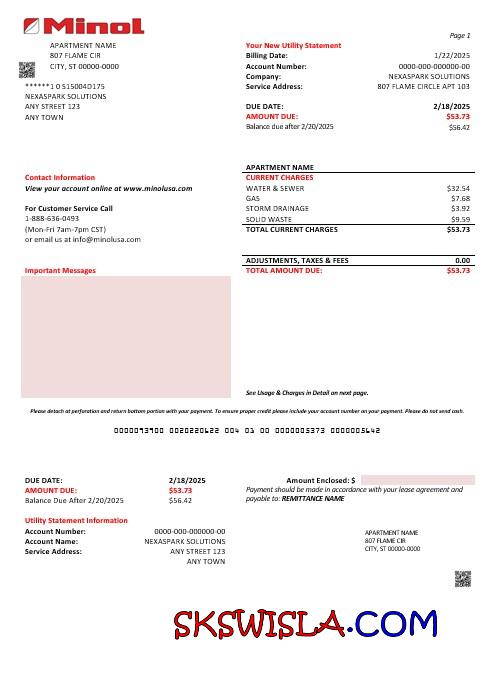 Minol
Page 1
APARTMENT NAME
807 FLAME CIR
CITY, ST 00000-0000
******1 0 515004D175
NEXASPARK SOLUTIONS
ANY STREET 123
ANY TOWN
Your New Utility Statement
Billing Date: 1/22/2025
Account Number: 0000-000-000000-00
Company: NEXASPARK SOLUTIONS
Service Address: 807 FLAME CIRCLE APT 103
DUE DATE: 2/18/2025
AMOUNT DUE: $53.73
Balance due after 2/20/2025 $56.42
Contact Information
View your account online at www.minolusa.com
For Customer Service Call
1-888-636-0493
(Mon-Fri 7am-7pm CST)
or email us at info@minolusa.com
APARTMENT NAME
CURRENT CHARGES
WATER & SEWER $32.54
GAS $7.68
STORM DRAINAGE $3.92
SOLID WASTE $9.59
TOTAL CURRENT CHARGES $53.73
ADJUSTMENTS, TAXES & FEES 0.00
TOTAL AMOUNT DUE: $53.73
Important Messages
See Usage & Charges in Detail on next page.
Please detach at perforation and return bottom portion with your payment. To ensure proper credit please include your account number on your payment. Please do not send cash.
0000093900 0020220622 004 01 00 0000005373 0000005642
DUE DATE: 2/18/2025
AMOUNT DUE: $53.73
Balance Due After 2/20/2025 $56.42
Amount Enclosed: $
Payment should be made in accordance with your lease agreement and
payable to: REMITTANCE NAME
Utility Statement Information
Account Number: 0000-000-000000-00
Account Name: NEXASPARK SOLUTIONS
Service Address: ANY STREET 123
ANY TOWN
APARTMENT NAME
807 FLAME CIR
CITY, ST 00000-0000
SKSWISLA.COM